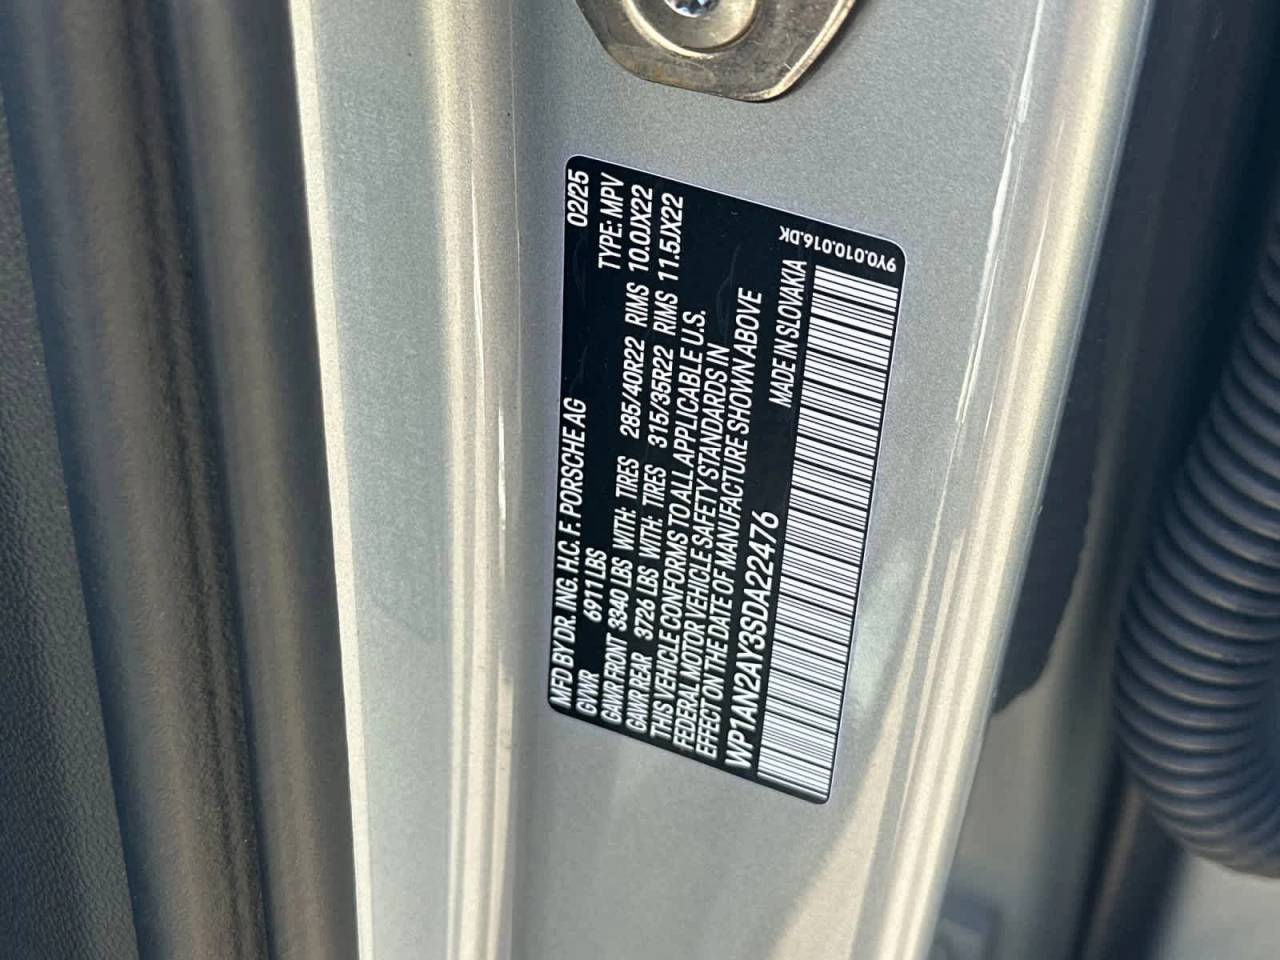 MFD BY DR. ING. H.C. F. PORSCHE AG 02/25
GVWR 6911 LBS TYPE: MPV
GAWR FRONT 3340 LBS WITH: TIRES 285/40R22 RIMS 10.0JX22
GAWR REAR 3726 LBS WITH: TIRES 315/35R22 RIMS 11.5JX22
THIS VEHICLE CONFORMS TO ALL APPLICABLE U.S.
FEDERAL MOTOR VEHICLE SAFETY STANDARDS IN
EFFECT ON THE DATE OF MANUFACTURE SHOWN ABOVE
WP1AN2AY3SDA22476 MADE IN SLOVAKIA
9Y0.010.016.DK